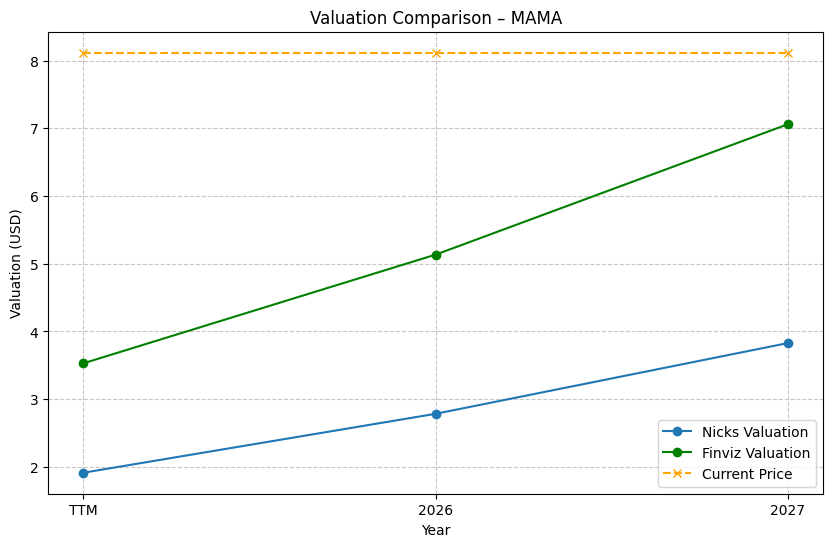 Valuation Comparison – MAMA
Valuation (USD)
8
7
6
5
4
3
2
TTM
2026
2027
Year
Nicks Valuation
Finviz Valuation
Current Price